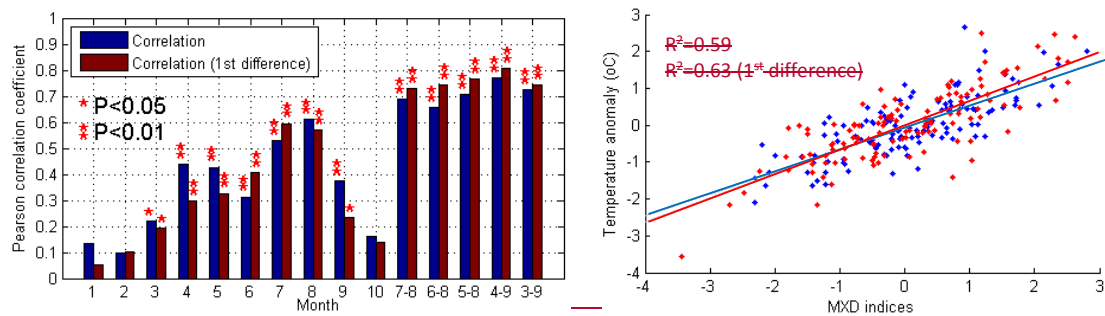 1
0.9
0.8
0.7
0.6
0.5
0.4
0.3
0.2
0.1
0
Pearson correlation coefficient
Correlation
Correlation (1st difference)
* P<0.05
** P<0.01
1 2 3 4 5 6 7 8 9 10 7-8 6-8 5-8 4-9 3-9
Month
3
2
1
0
-1
-2
-3
-4
Temperature anomaly (oC)
R²=0.59
R²=0.63 (1st difference)
-4 -3 -2 -1 0 1 2 3
MXD indices